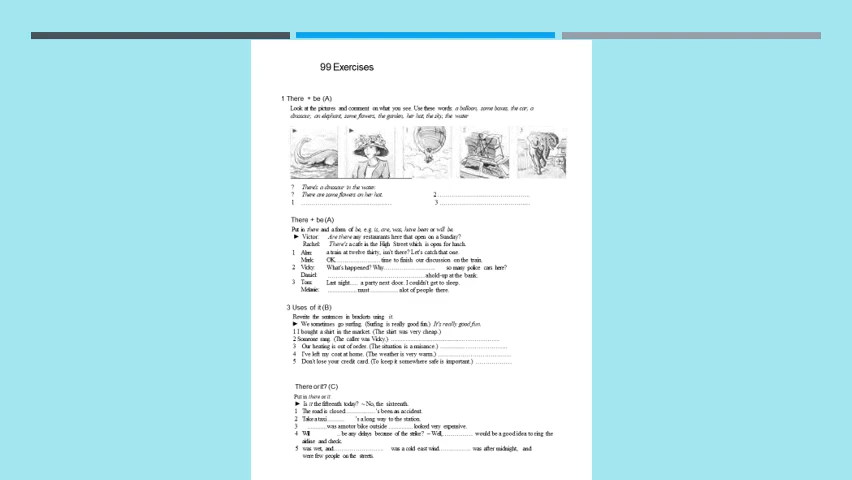 99 Exercises
1 There + be (A)
Look at the pictures and comment on what you see. Use these words: a balloon, some boxes, the car, a
dinosaur, an elephant, some flowers, the garden, her hat, the sky, the water
► ► 1 2 3
? There's a dinosaur in the water.
? There are some flowers on her hat. 2 ........................................
1 ........................................ 3 ........................................
There + be (A)
Put in there and a form of be, e.g. is, are, was, have been or will be.
► Victor: Are there any restaurants here that open on a Sunday?
Rachel: There's a cafe in the High Street which is open for lunch.
1 Alan: a train at twelve thirty, isn't there? Let's catch that one.
Mark: OK, .................... time to finish our discussion on the train.
2 Vicky: What's happened? Why .......................... so many police cars here?
Daniel: ........................................ a hold-up at the bank.
3 Tom: Last night .... a party next door. I couldn't get to sleep.
Melanie: ............. must ............. a lot of people there.
3 Uses of it (B)
Rewrite the sentences in brackets using it.
► We sometimes go surfing. (Surfing is really good fun.) It's really good fun.
1 I bought a shirt in the market. (The shirt was very cheap.)
2 Someone rang. (The caller was Vicky.) ........................................
3 Our heating is out of order. (The situation is a nuisance.) ..............................
4 I've left my coat at home. (The weather is very warm.) ..............................
5 Don't lose your credit card. (To keep it somewhere safe is important.) ................
There or it? (C)
Put in there or it.
► Is it the fifteenth today? ~ No, the sixteenth.
1 The road is closed. ............'s been an accident.
2 Take a taxi. ....... 's a long way to the station.
3 ........ was a motor bike outside. .......... looked very expensive.
4 Will .. be any delays because of the strike? ~ Well, ............ would be a good idea to ring the
airline and check.
5 was wet, and .................... was a cold east wind. ............ was after midnight, and
were few people on the streets.